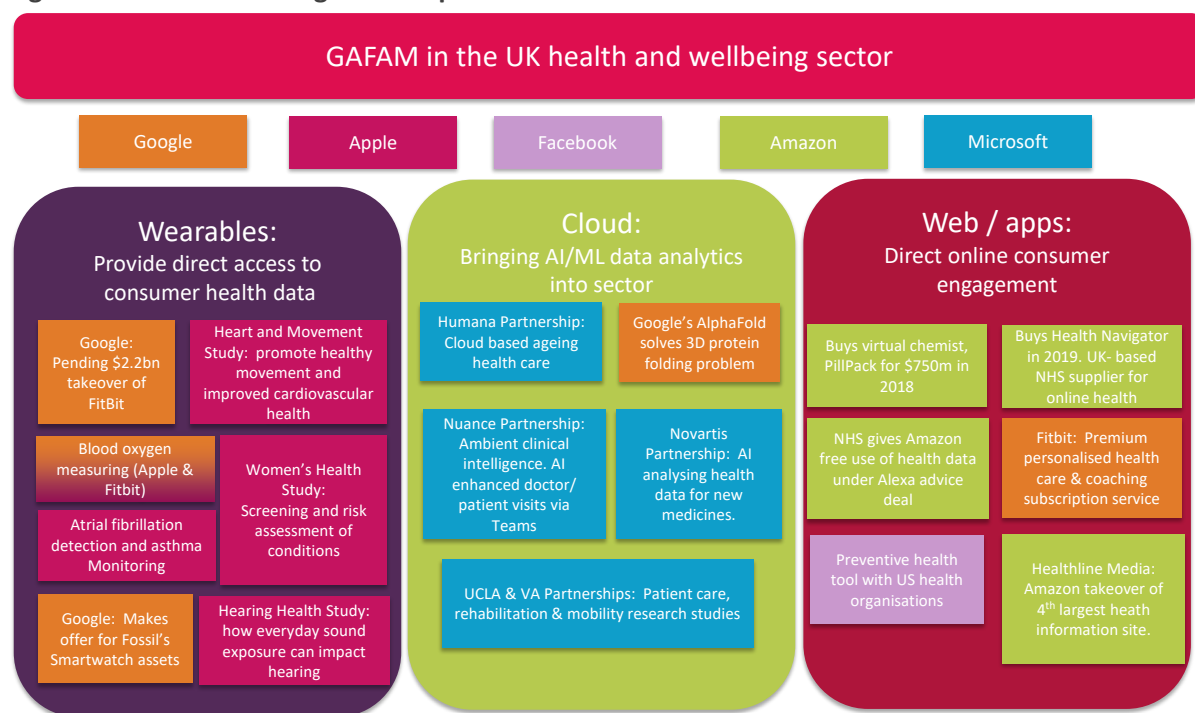 GAFAM in the UK health and wellbeing sector
Google
Apple
Facebook
Amazon
Microsoft
Wearables:
Provide direct access to
consumer health data
Google:
Pending $2.2bn
takeover of
FitBit
Heart and Movement
Study: promote healthy
movement and
improved cardiovascular
health
Blood oxygen
measuring (Apple &
Fitbit)
Women's Health
Study:
Screening and risk
assessment of
conditions
Atrial fibrillation
detection and asthma
Monitoring
Google: Makes
offer for Fossil's
Smartwatch assets
Hearing Health Study:
how everyday sound
exposure can impact
hearing
Cloud:
Bringing AI/ML data analytics
into sector
Humana Partnership:
Cloud based ageing
health care
Google's AlphaFold
solves 3D protein
folding problem
Nuance Partnership:
Ambient clinical
intelligence. AI
enhanced doctor/
patient visits via
Teams
Novartis
Partnership: AI
analysing health
data for new
medicines.
UCLA & VA Partnerships: Patient care,
rehabilitation & mobility research studies
Web / apps:
Direct online consumer
engagement
Buys virtual chemist,
PillPack for $750m in
2018
Buys Health Navigator
in 2019. UK- based
NHS supplier for
online health
NHS gives Amazon
free use of health data
under Alexa advice
deal
Fitbit: Premium
personalised health
care & coaching
subscription service
Preventive health
tool with US health
organisations
Healthline Media:
Amazon takeover of
4th largest heath
information site.